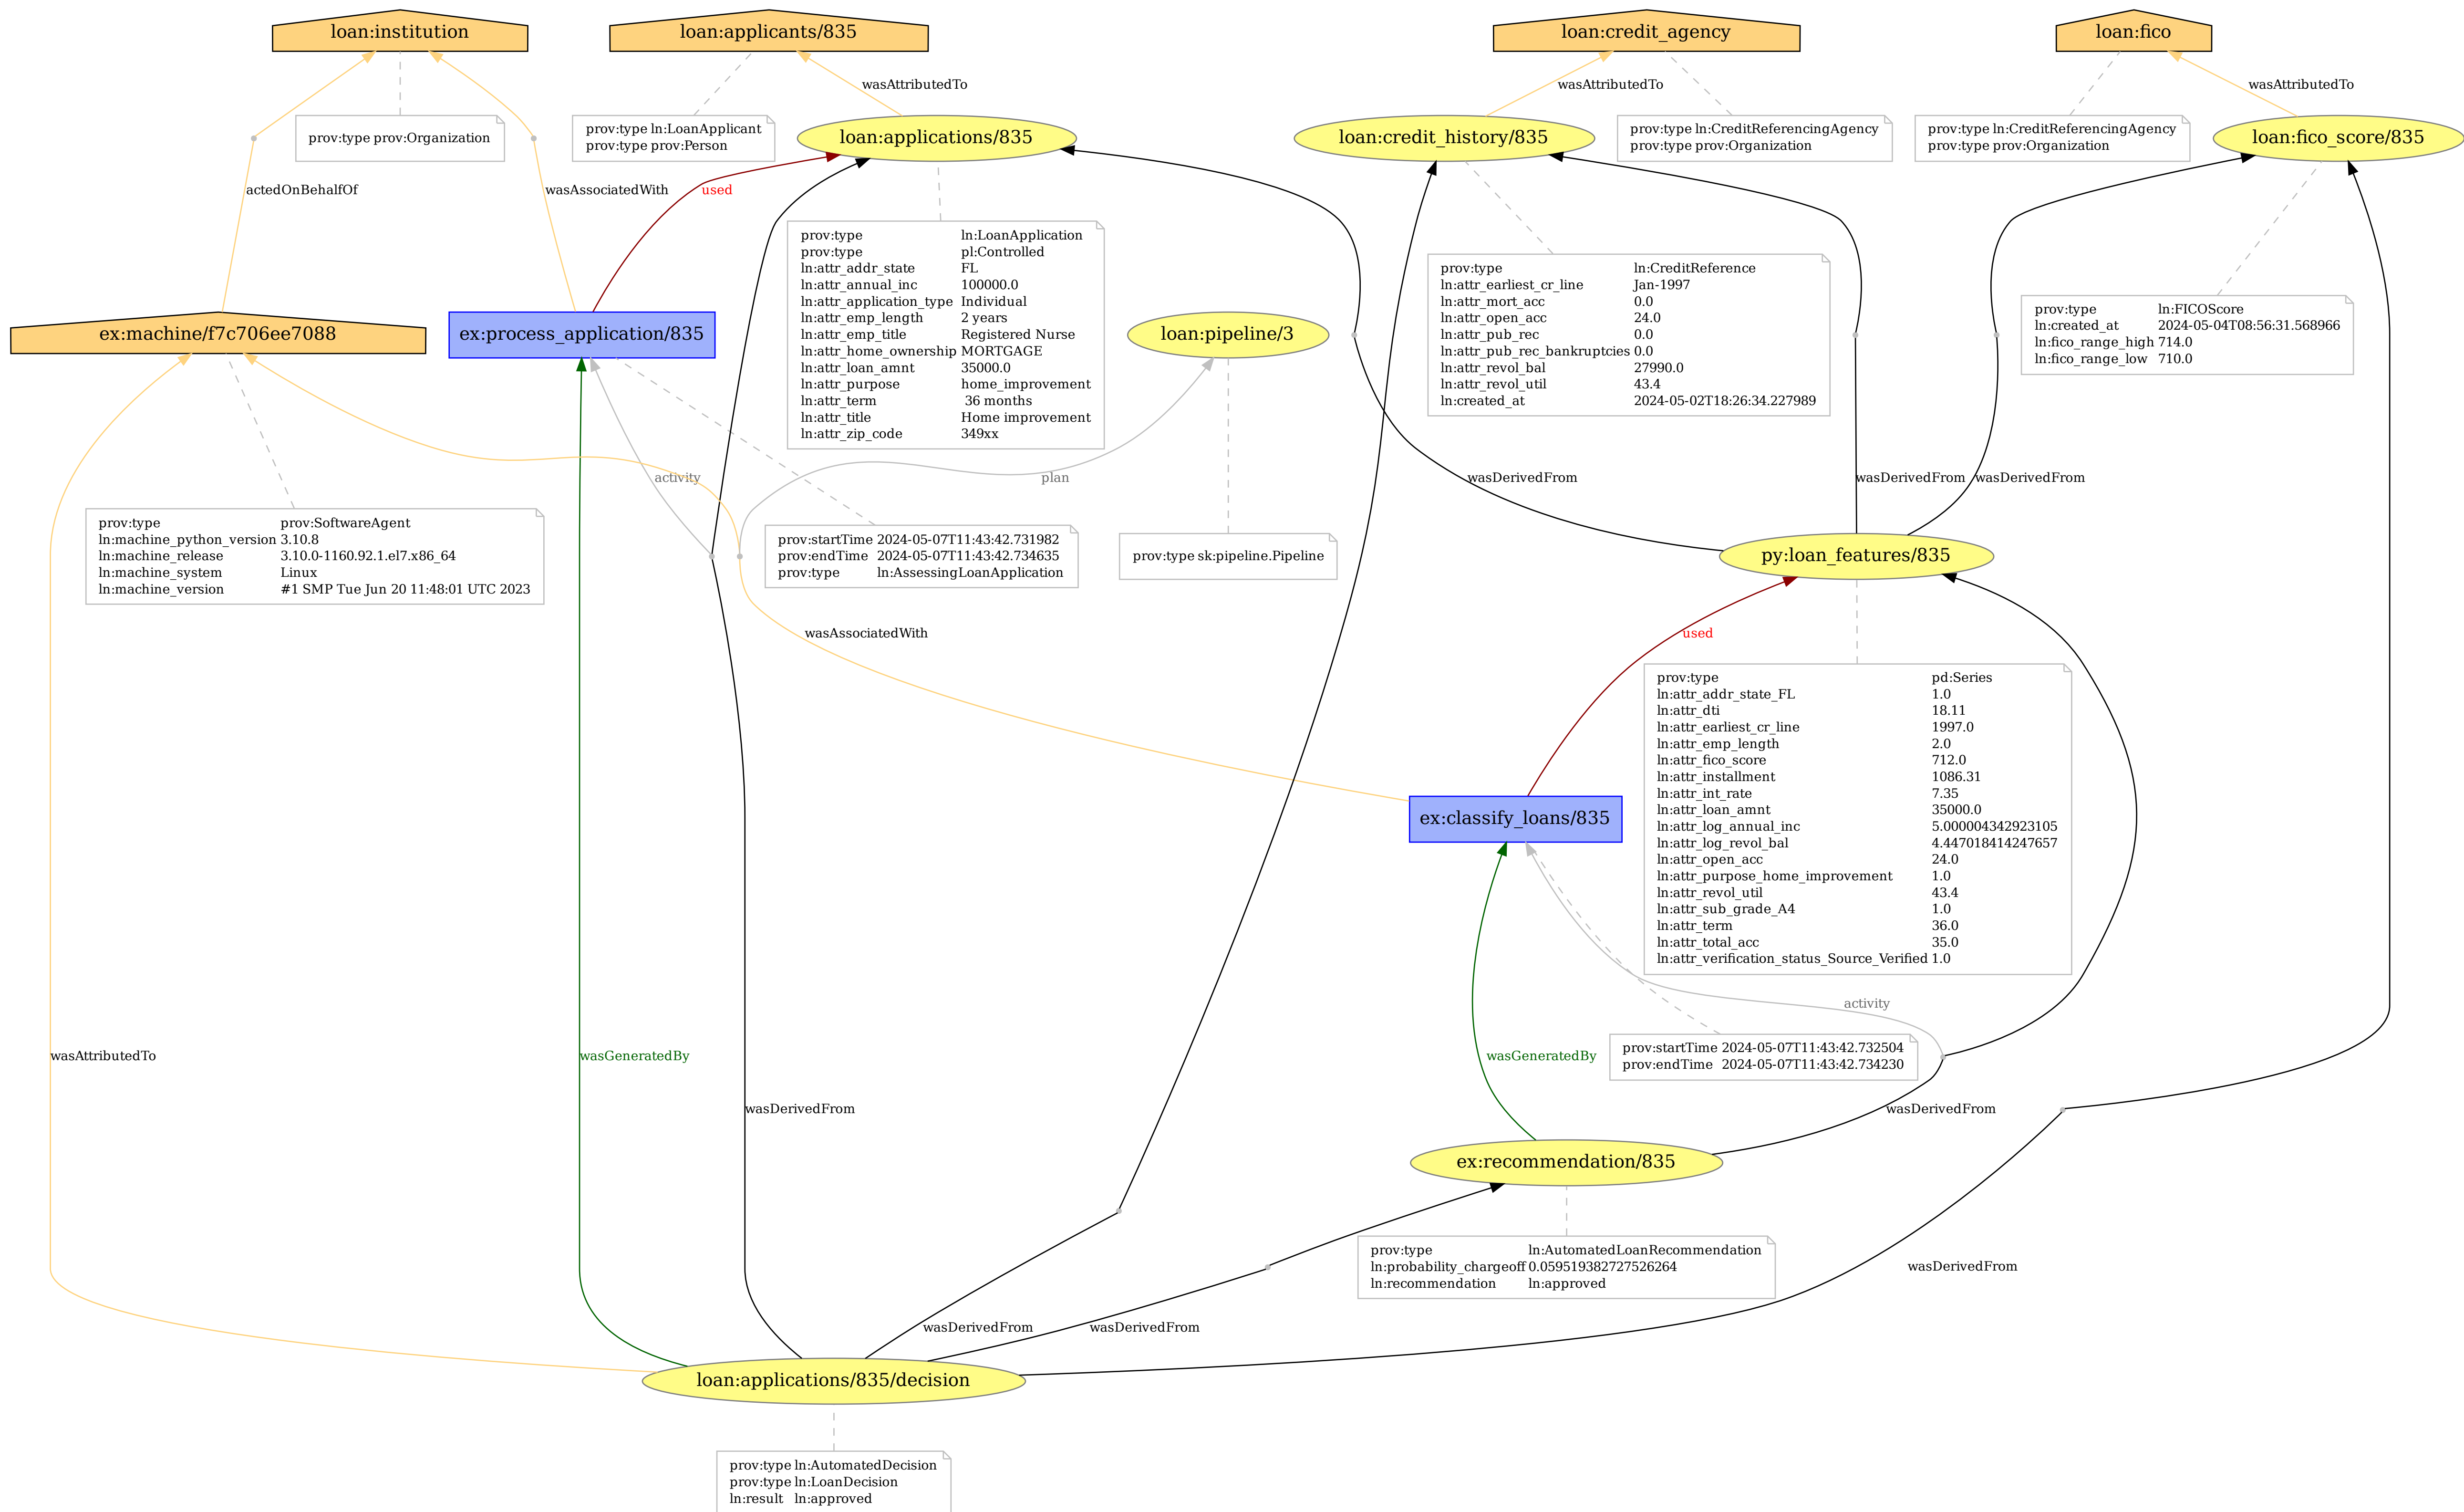 loan:institution
loan:applicants/835
loan:credit_agency
loan:fico
wasAttributedTo
wasAttributedTo
wasAttributedTo
prov:type prov:Organization
prov:type ln:LoanApplicant
prov:type prov:Person
loan:applications/835
loan:credit_history/835
prov:type ln:CreditReferencingAgency
prov:type prov:Organization
prov:type ln:CreditReferencingAgency
prov:type prov:Organization
loan:fico_score/835
actedOnBehalfOf
wasAssociatedWith
used
prov:type ln:LoanApplication
prov:type pl:Controlled
ln:attr_addr_state FL
ln:attr_annual_inc 100000.0
ln:attr_application_type Individual
ln:attr_emp_length 2 years
ln:attr_emp_title Registered Nurse
ln:attr_home_ownership MORTGAGE
ln:attr_loan_amnt 35000.0
ln:attr_purpose home_improvement
ln:attr_term 36 months
ln:attr_title Home improvement
ln:attr_zip_code 349xx
prov:type ln:CreditReference
ln:attr_earliest_cr_line Jan-1997
ln:attr_mort_acc 0.0
ln:attr_open_acc 24.0
ln:attr_pub_rec 0.0
ln:attr_pub_rec_bankruptcies 0.0
ln:attr_revol_bal 27990.0
ln:attr_revol_util 43.4
ln:created_at 2024-05-02T18:26:34.227989
prov:type ln:FICOScore
ln:created_at 2024-05-04T08:56:31.568966
ln:fico_range_high 714.0
ln:fico_range_low 710.0
ex:machine/f7c706ee7088
ex:process_application/835
loan:pipeline/3
activity
plan
wasDerivedFrom
wasDerivedFrom
wasDerivedFrom
prov:type prov:SoftwareAgent
ln:machine_python_version 3.10.8
ln:machine_release 3.10.0-1160.92.1.el7.x86_64
ln:machine_system Linux
ln:machine_version #1 SMP Tue Jun 20 11:48:01 UTC 2023
prov:startTime 2024-05-07T11:43:42.731982
prov:endTime 2024-05-07T11:43:42.734635
prov:type ln:AssessingLoanApplication
prov:type sk:pipeline.Pipeline
py:loan_features/835
wasAssociatedWith
used
prov:type pd:Series
ln:attr_addr_state_FL 1.0
ln:attr_dti 18.11
ln:attr_earliest_cr_line 1997.0
ln:attr_emp_length 2.0
ln:attr_fico_score 712.0
ln:attr_installment 1086.31
ln:attr_int_rate 7.35
ln:attr_loan_amnt 35000.0
ln:attr_log_annual_inc 5.000004342923105
ln:attr_log_revol_bal 4.447018414247657
ln:attr_open_acc 24.0
ln:attr_purpose_home_improvement 1.0
ln:attr_revol_util 43.4
ln:attr_sub_grade_A4 1.0
ln:attr_term 36.0
ln:attr_total_acc 35.0
ln:attr_verification_status_Source_Verified 1.0
ex:classify_loans/835
activity
wasAttributedTo
wasGeneratedBy
wasGeneratedBy
prov:startTime 2024-05-07T11:43:42.732504
prov:endTime 2024-05-07T11:43:42.734230
wasDerivedFrom
wasDerivedFrom
ex:recommendation/835
prov:type ln:AutomatedLoanRecommendation
ln:probability_chargeoff 0.059519382727526264
ln:recommendation ln:approved
wasDerivedFrom
wasDerivedFrom
wasDerivedFrom
loan:applications/835/decision
prov:type ln:AutomatedDecision
prov:type ln:LoanDecision
ln:result ln:approved